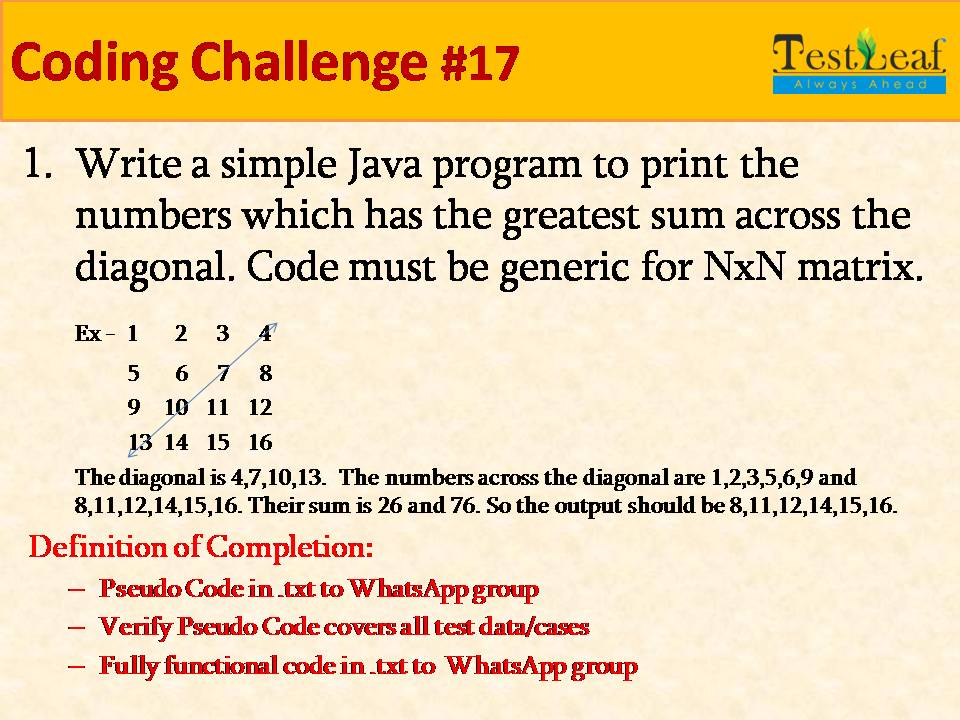 Coding Challenge #17
TestLeaf
Always Ahead
1. Write a simple Java program to print the
numbers which has the greatest sum across the
diagonal. Code must be generic for NxN matrix.
Ex – 1 2 3 4
5 6 7 8
9 10 11 12
13 14 15 16
The diagonal is 4,7,10,13. The numbers across the diagonal are 1,2,3,5,6,9 and
8,11,12,14,15,16. Their sum is 26 and 76. So the output should be 8,11,12,14,15,16.
Definition of Completion:
– Pseudo Code in .txt to WhatsApp group
– Verify Pseudo Code covers all test data/cases
– Fully functional code in .txt to WhatsApp group